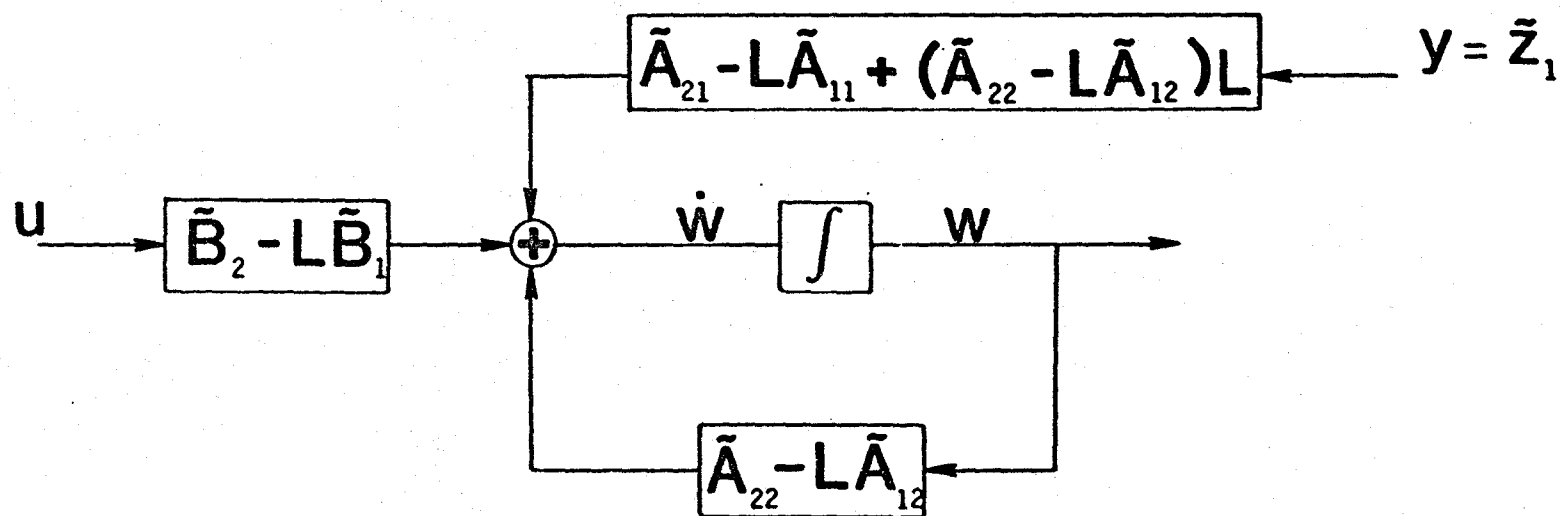 Ã₂₁ - LÃ₁₁ + (Ã₂₂ - LÃ₁₂)L
y = z̃₁
u
B̃₂ - LB̃₁
+
ẇ
∫
w
Ã₂₂ - LÃ₁₂